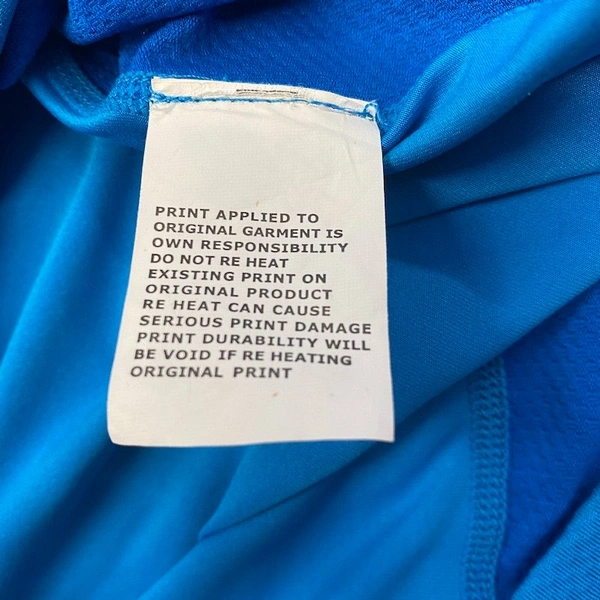 PRINT APPLIED TO
ORIGINAL GARMENT IS
OWN RESPONSIBILITY
DO NOT RE HEAT
EXISTING PRINT ON
ORIGINAL PRODUCT
RE HEAT CAN CAUSE
SERIOUS PRINT DAMAGE
PRINT DURABILITY WILL
BE VOID IF RE HEATING
ORIGINAL PRINT